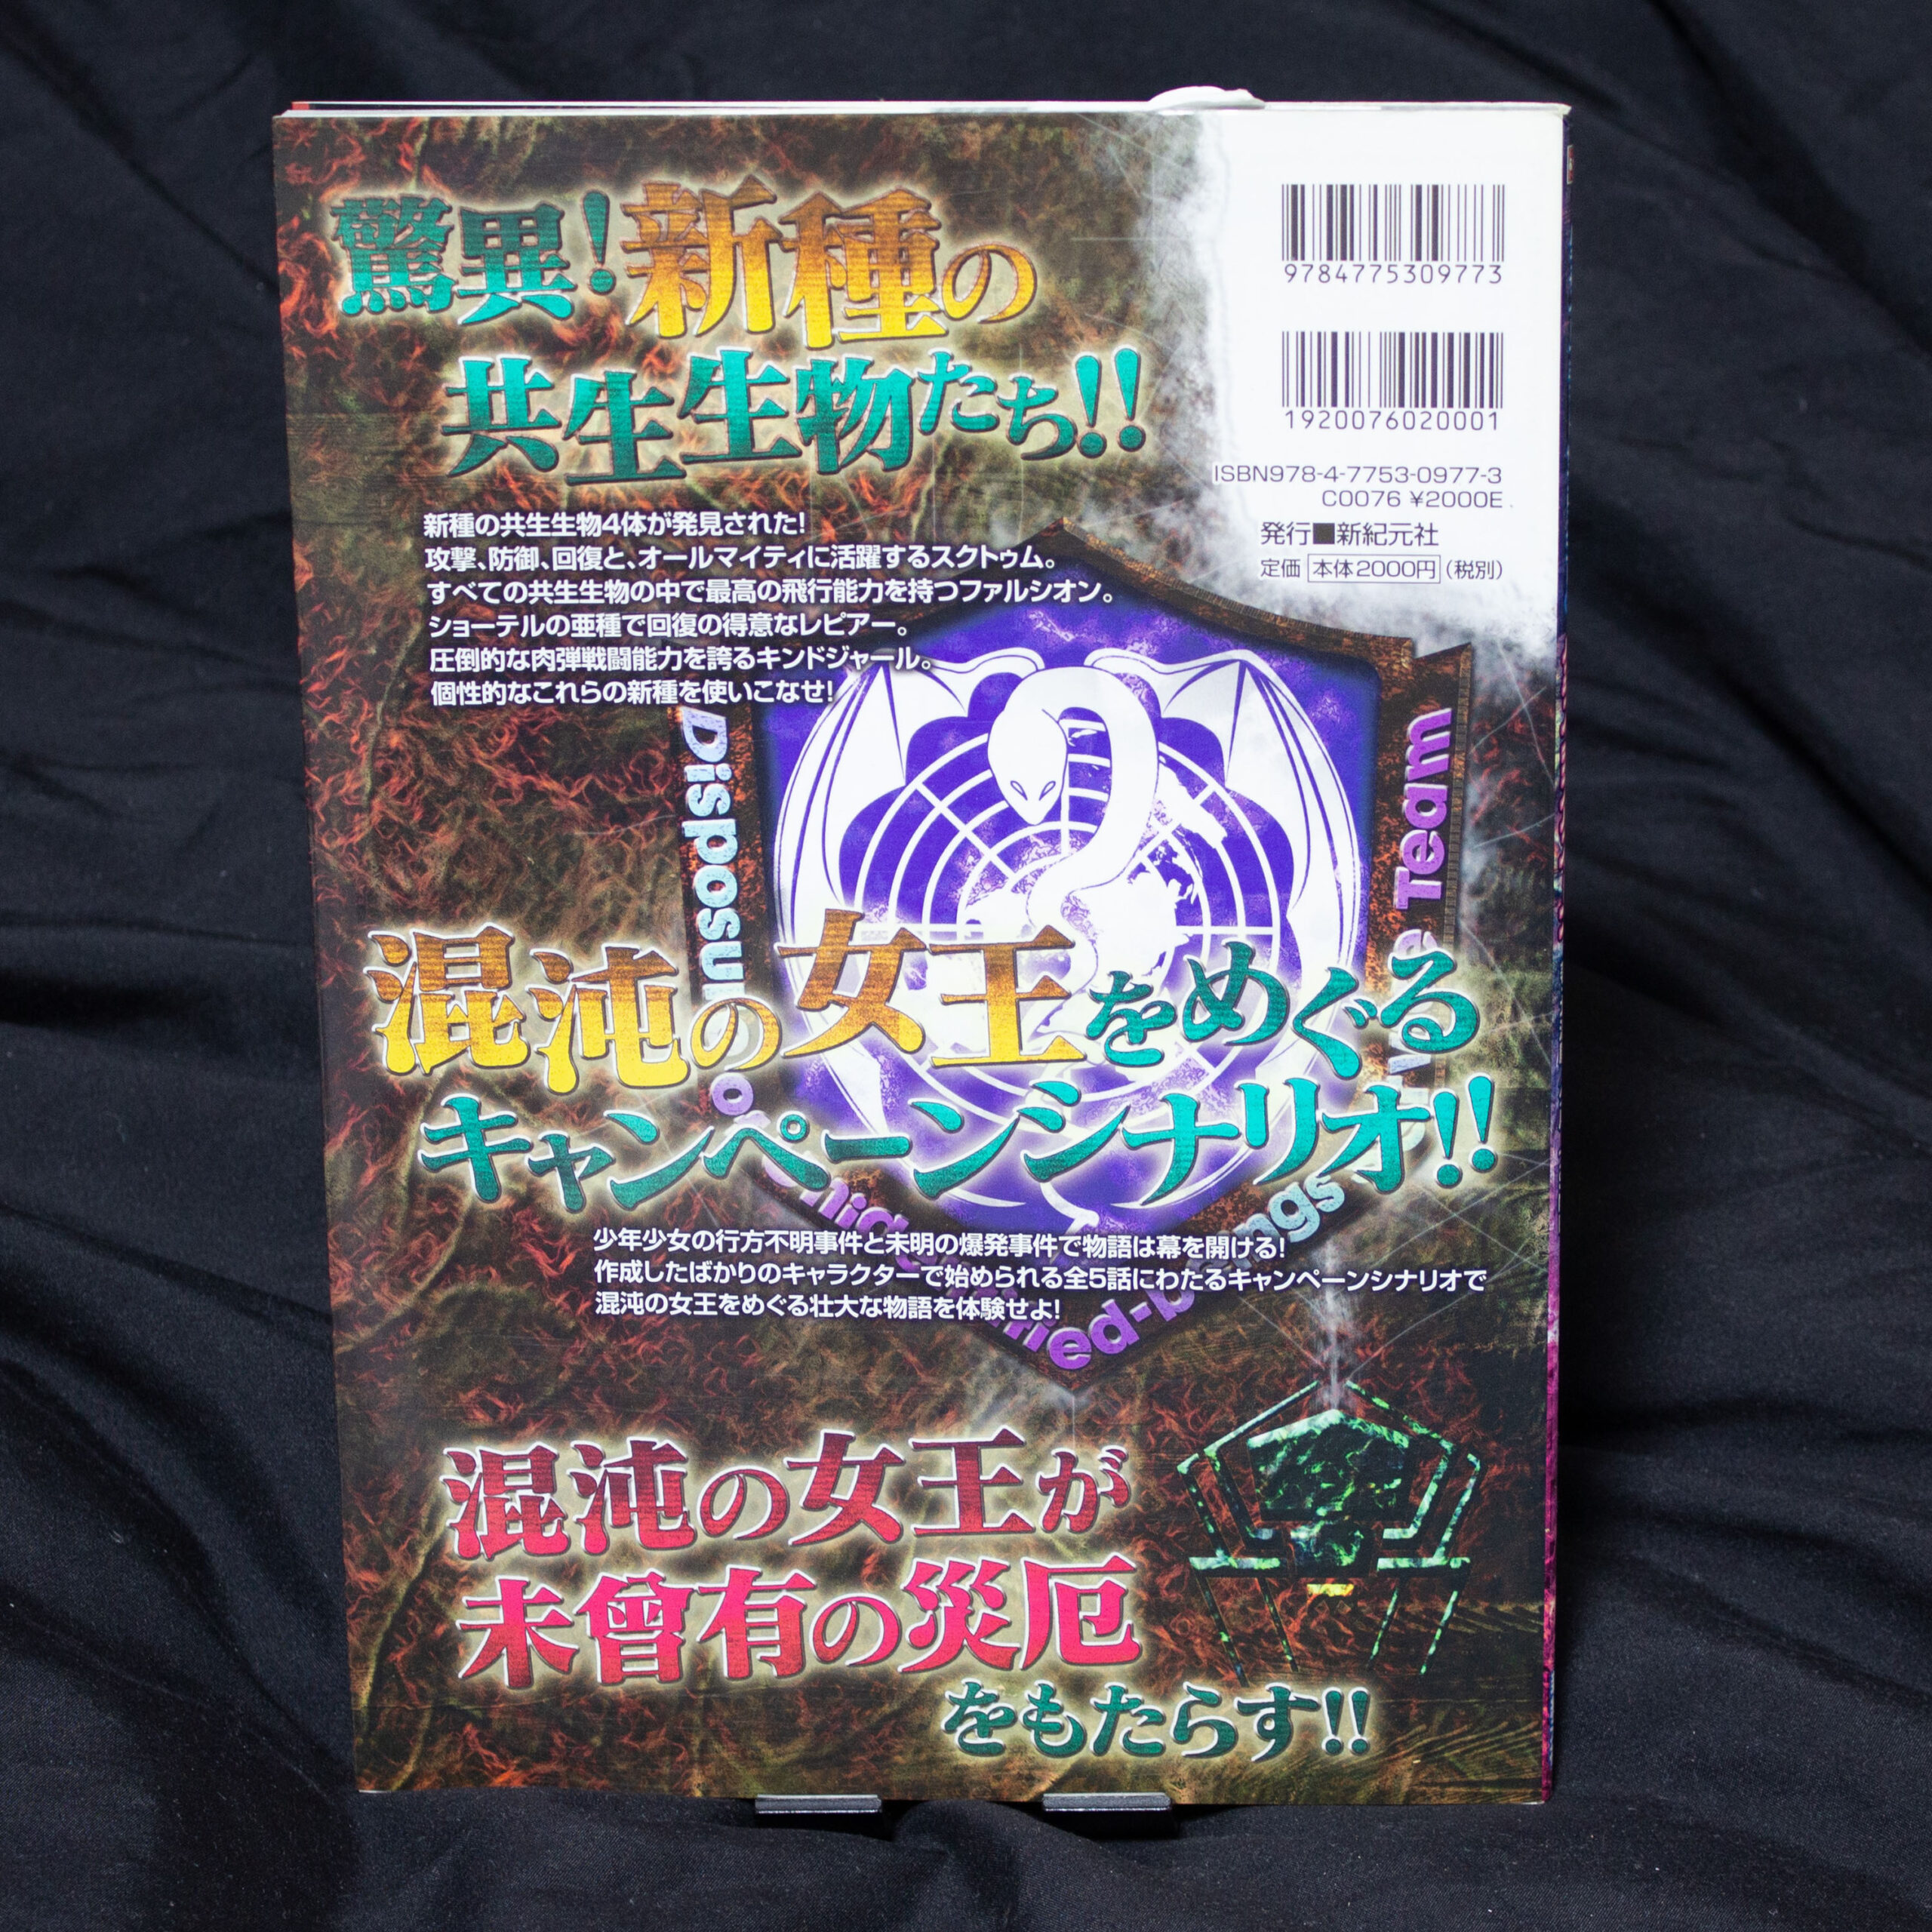 驚異!新種の
共生生物たち!!
9784775309773
1920076020001
ISBN978-4-7753-0977-3
C0076 ¥2000E
発行■新紀元社
定価 本体2000円 (税別)
新種の共生生物4体が発見された!
攻撃、防御、回復と、オールマイティに活躍するスクトゥム。
すべての共生生物の中で最高の飛行能力を持つファルシオン。
ショーテルの亜種で回復の得意なレピアー。
圧倒的な肉弾戦闘能力を誇るキンドジャール。
個性的なこれらの新種を使いこなせ!
Team
混沌の女王をめぐる
キャンペーンシナリオ!!
少年少女の行方不明事件と未明の爆発事件で物語は幕を開ける!
作成したばかりのキャラクターで始められる全5話にわたるキャンペーンシナリオで
混沌の女王をめぐる壮大な物語を体験せよ!
混沌の女王が
未曾有の災厄
をもたらす!!